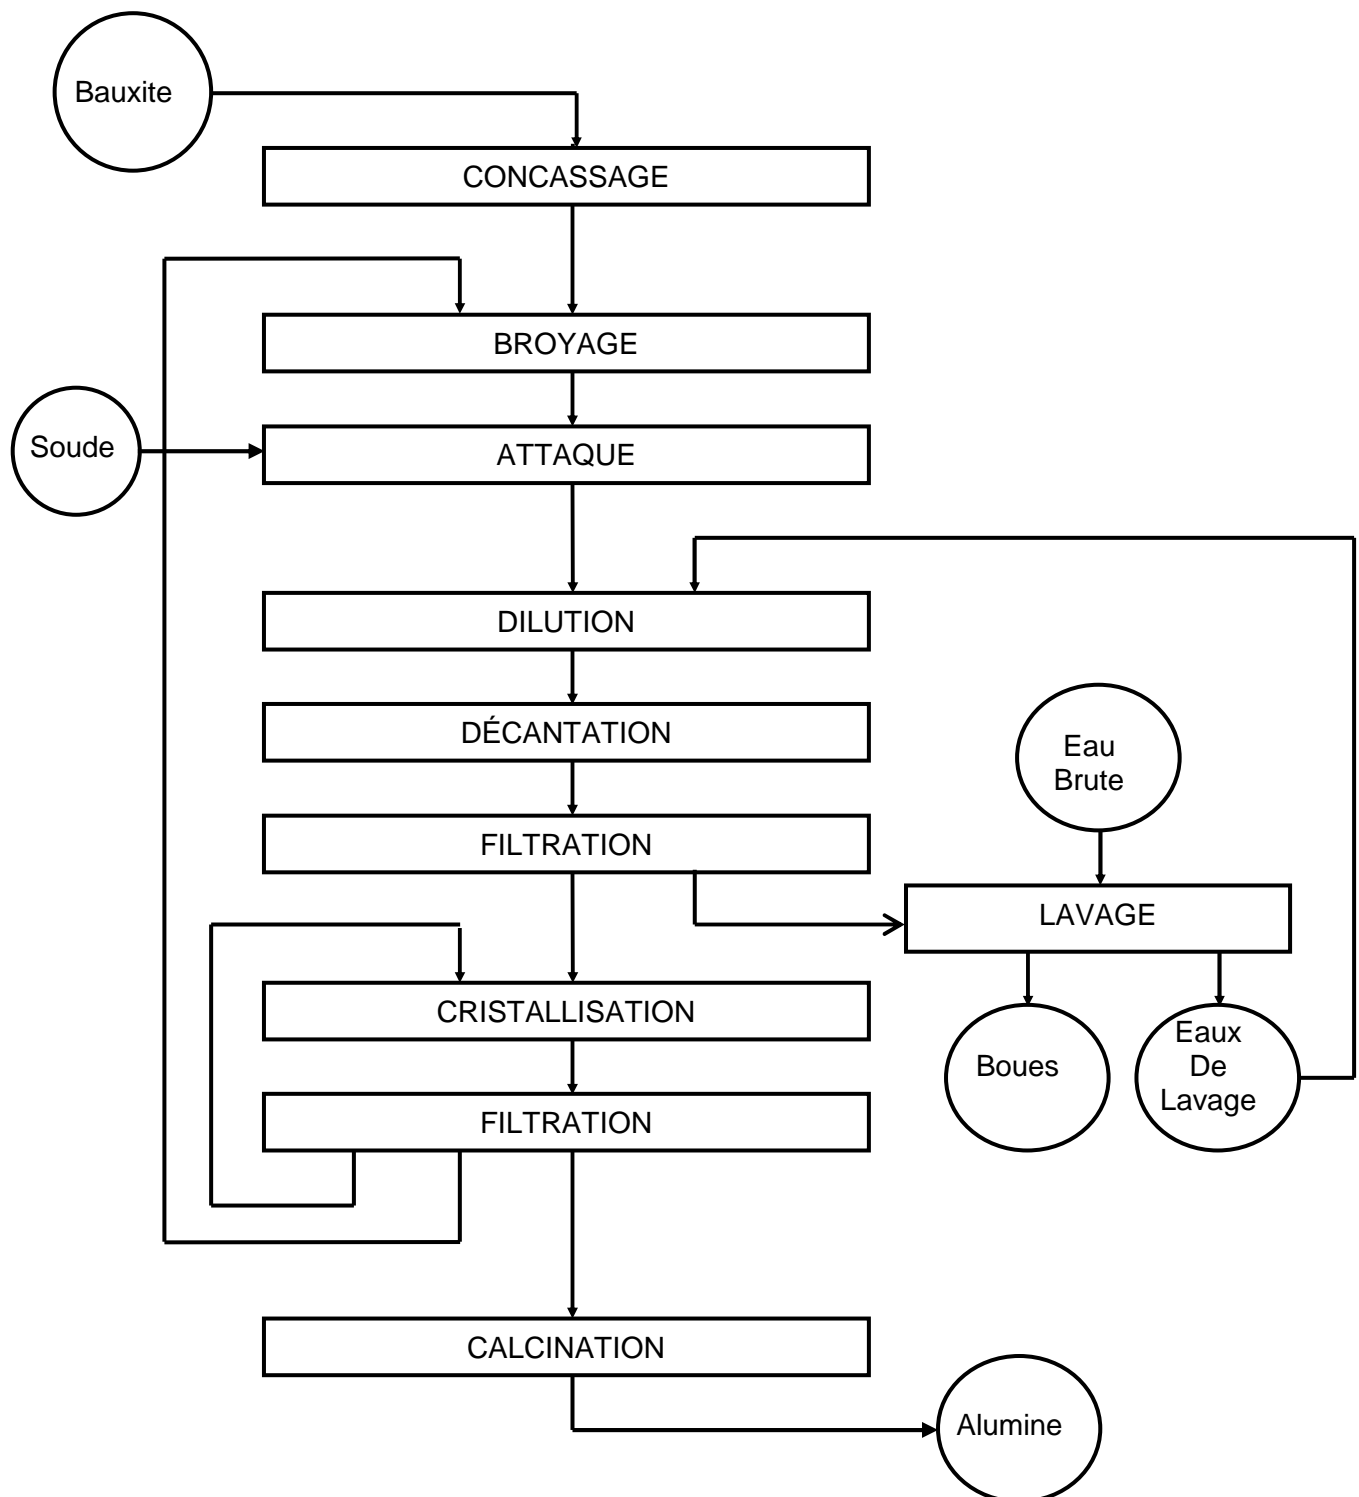 Bauxite
CONCASSAGE
BROYAGE
Soude
ATTAQUE
DILUTION
DÉCANTATION
Eau
Brute
FILTRATION
LAVAGE
CRISTALLISATION
Boues
Eaux
De
Lavage
FILTRATION
CALCINATION
Alumine